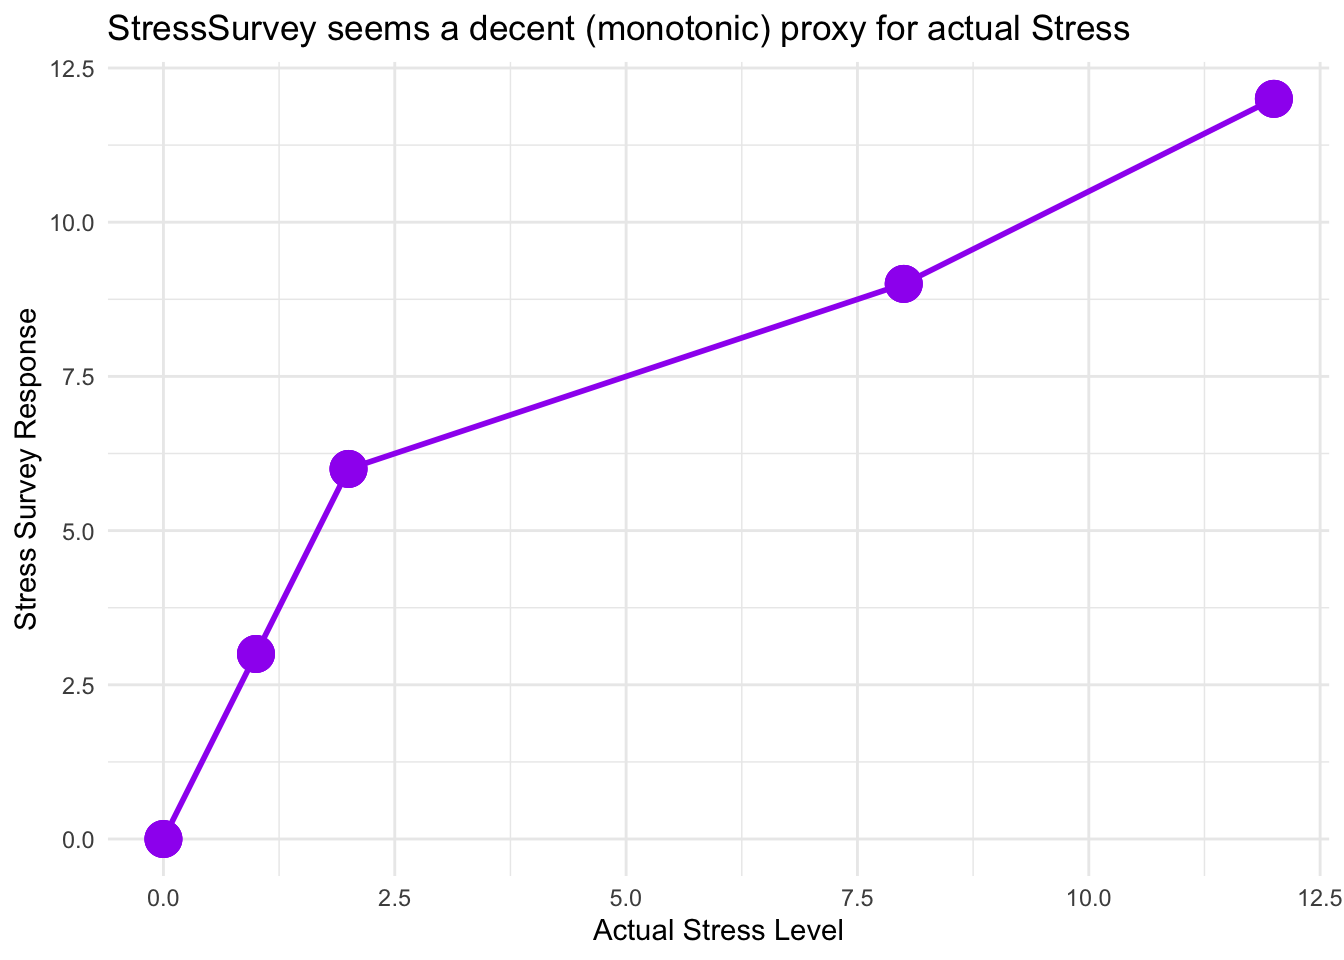 StressSurvey seems a decent (monotonic) proxy for actual Stress
12.5
10.0
7.5
5.0
2.5
0.0
Stress Survey Response
0.0 2.5 5.0 7.5 10.0 12.5
Actual Stress Level